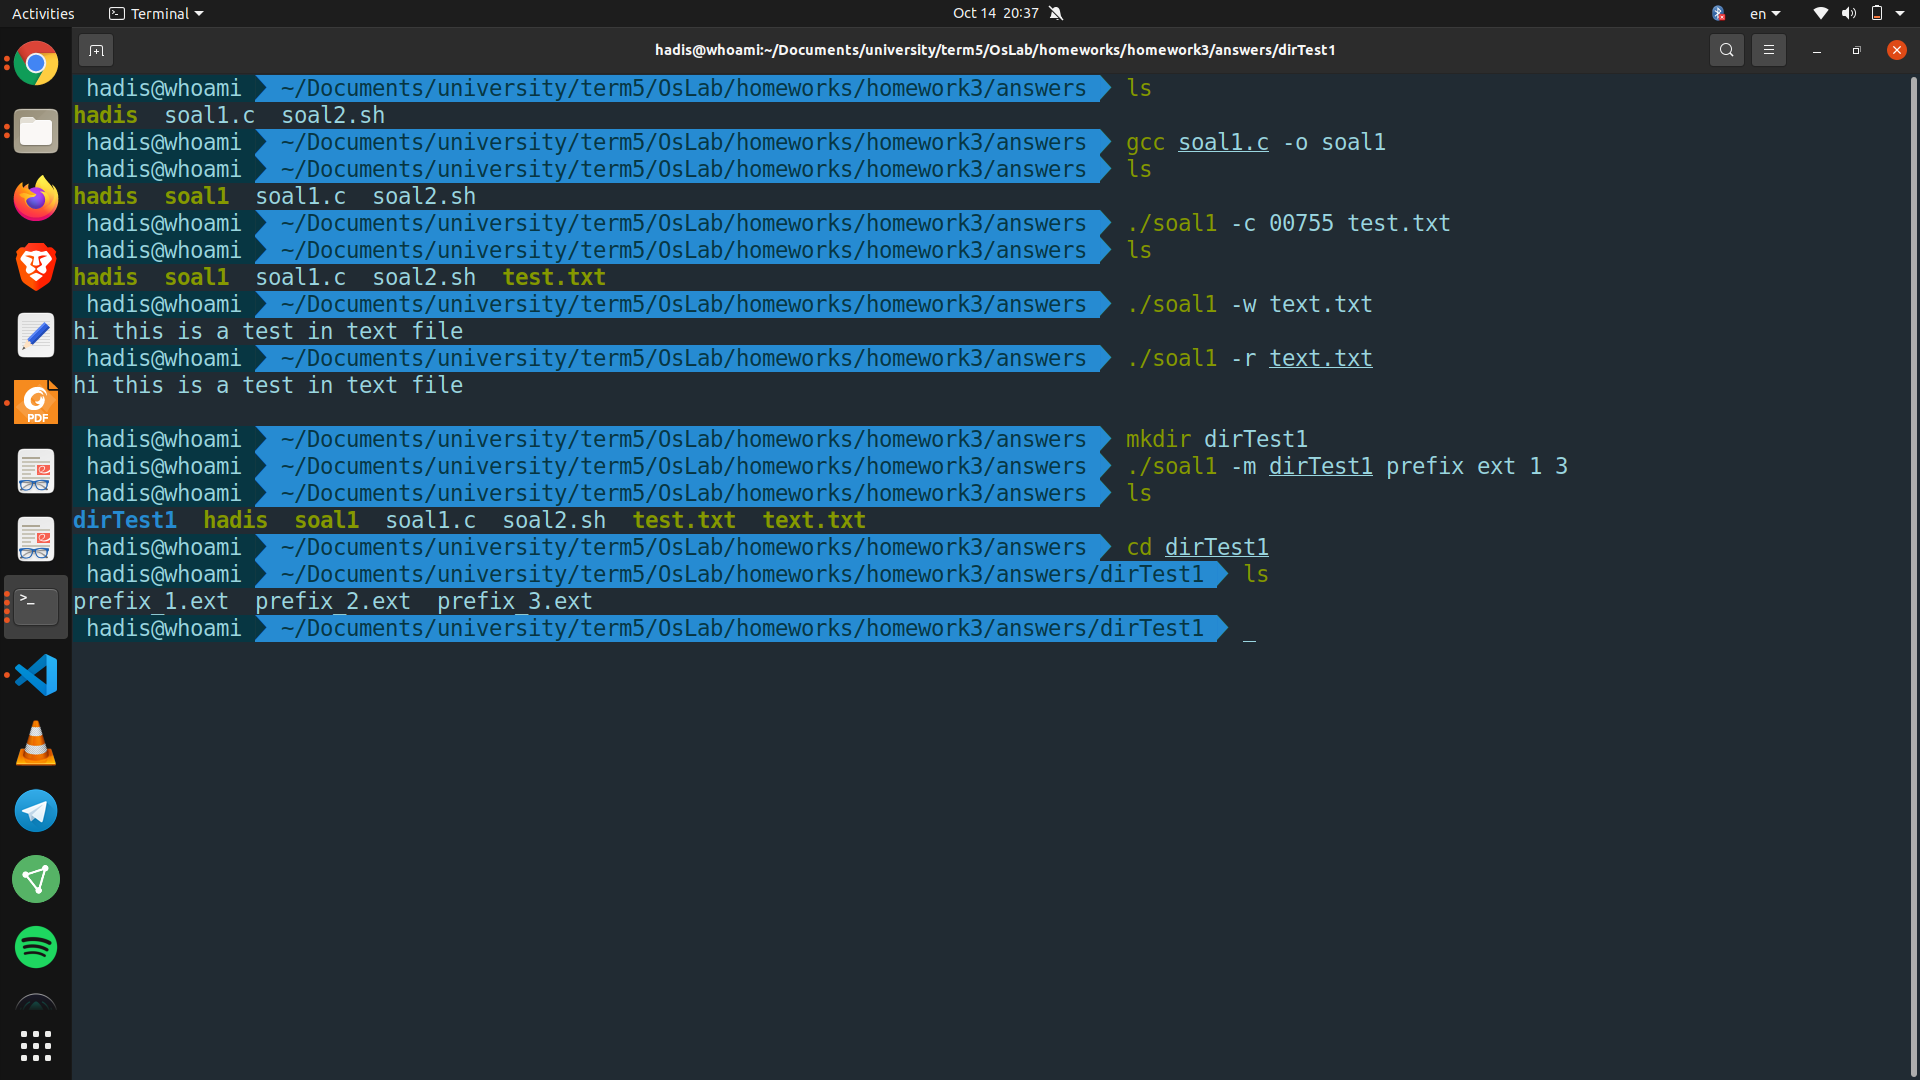 Activities Terminal Oct 14 20:37 en
hadis@whoami:~/Documents/university/term5/OsLab/homeworks/homework3/answers/dirTest1
hadis@whoami ~/Documents/university/term5/OsLab/homeworks/homework3/answers ls
hadis soal1.c soal2.sh
hadis@whoami ~/Documents/university/term5/OsLab/homeworks/homework3/answers gcc soal1.c -o soal1
hadis@whoami ~/Documents/university/term5/OsLab/homeworks/homework3/answers ls
hadis soal1 soal1.c soal2.sh
hadis@whoami ~/Documents/university/term5/OsLab/homeworks/homework3/answers ./soal1 -c 00755 test.txt
hadis@whoami ~/Documents/university/term5/OsLab/homeworks/homework3/answers ls
hadis soal1 soal1.c soal2.sh test.txt
hadis@whoami ~/Documents/university/term5/OsLab/homeworks/homework3/answers ./soal1 -w text.txt
hi this is a test in text file
hadis@whoami ~/Documents/university/term5/OsLab/homeworks/homework3/answers ./soal1 -r text.txt
hi this is a test in text file
hadis@whoami ~/Documents/university/term5/OsLab/homeworks/homework3/answers mkdir dirTest1
hadis@whoami ~/Documents/university/term5/OsLab/homeworks/homework3/answers ./soal1 -m dirTest1 prefix ext 1 3
hadis@whoami ~/Documents/university/term5/OsLab/homeworks/homework3/answers ls
dirTest1 hadis soal1 soal1.c soal2.sh test.txt text.txt
hadis@whoami ~/Documents/university/term5/OsLab/homeworks/homework3/answers cd dirTest1
hadis@whoami ~/Documents/university/term5/OsLab/homeworks/homework3/answers/dirTest1 ls
prefix_1.ext prefix_2.ext prefix_3.ext
hadis@whoami ~/Documents/university/term5/OsLab/homeworks/homework3/answers/dirTest1 _
PDF
>_